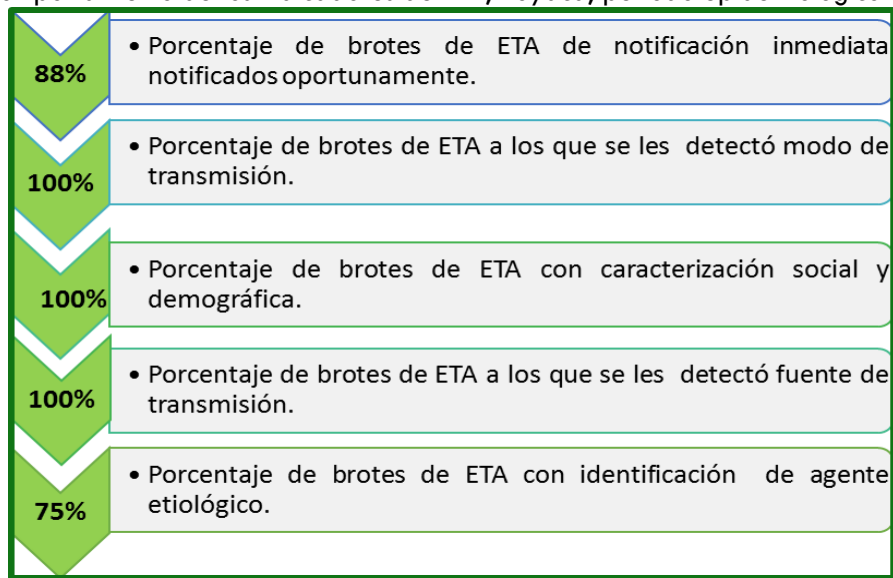 88%
• Porcentaje de brotes de ETA de notificación inmediata
notificados oportunamente.
100%
• Porcentaje de brotes de ETA a los que se les detectó modo de
transmisión.
100%
• Porcentaje de brotes de ETA con caracterización social y
demográfica.
100%
• Porcentaje de brotes de ETA a los que se les detectó fuente de
transmisión.
75%
• Porcentaje de brotes de ETA con identificación de agente
etiológico.